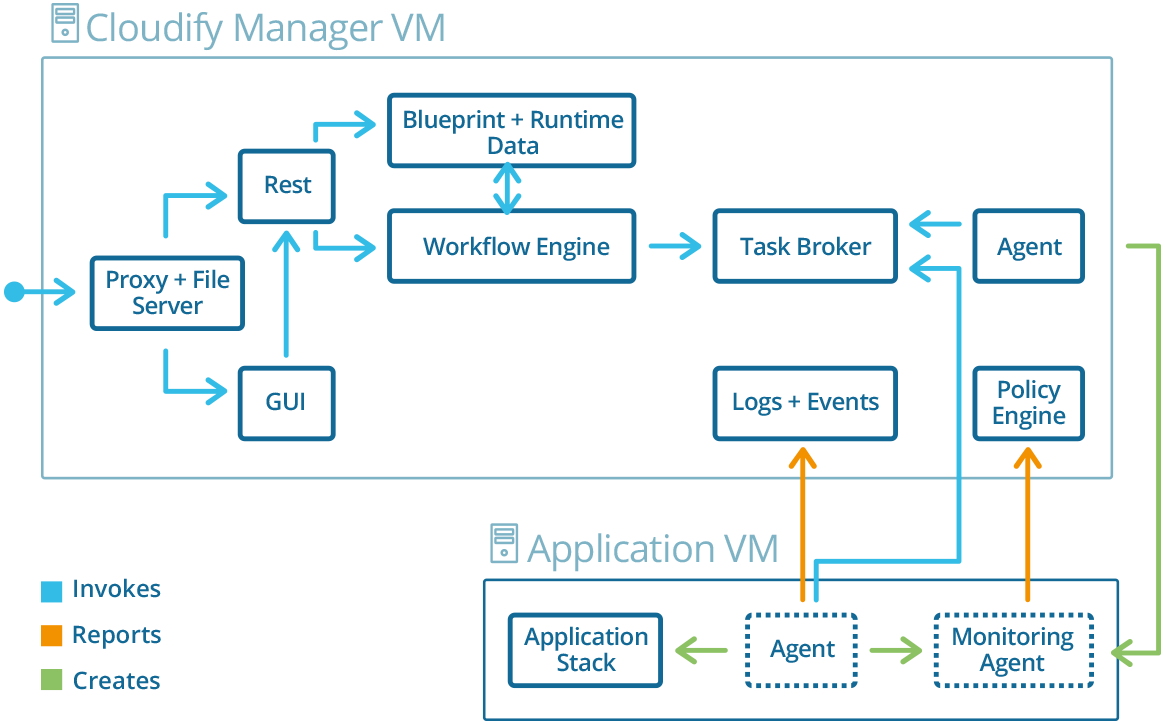 Cloudify Manager VM
Blueprint + Runtime
Data
Rest
Workflow Engine
Task Broker
Agent
Proxy + File
Server
GUI
Logs + Events
Policy
Engine
Application VM
Invokes
Reports
Creates
Application
Stack
Agent
Monitoring
Agent